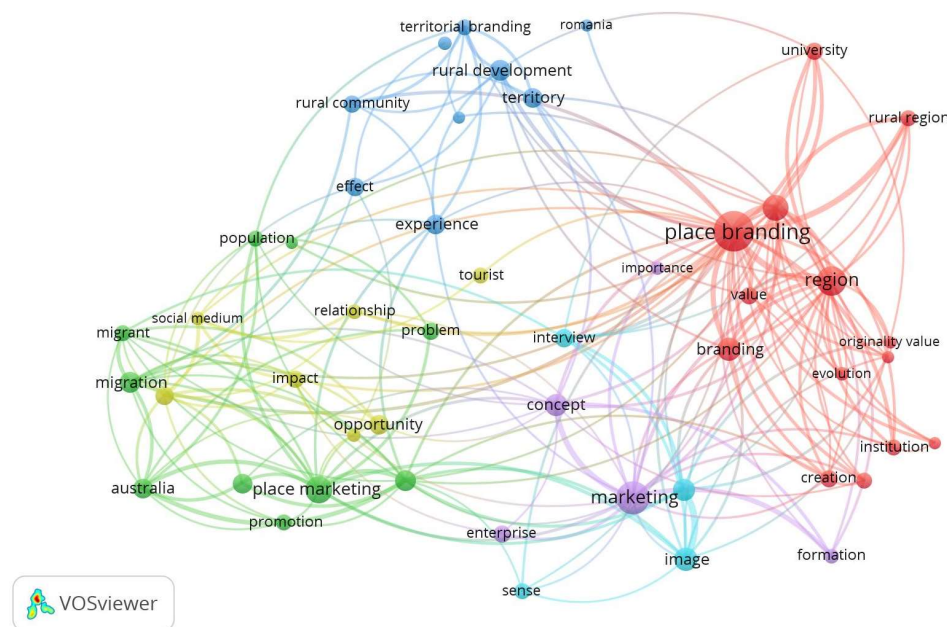 territorial branding
romania
university
rural development
territory
rural community
rural region
effect
experience
place branding
population
importance
tourist
region
value
social medium
relationship
migrant
problem
interview
originality value
branding
evolution
migration
impact
concept
opportunity
institution
creation
australia
place marketing
marketing
promotion
enterprise
formation
image
sense
VOSviewer